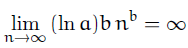 lim n→∞ (ln a) b n^b = ∞